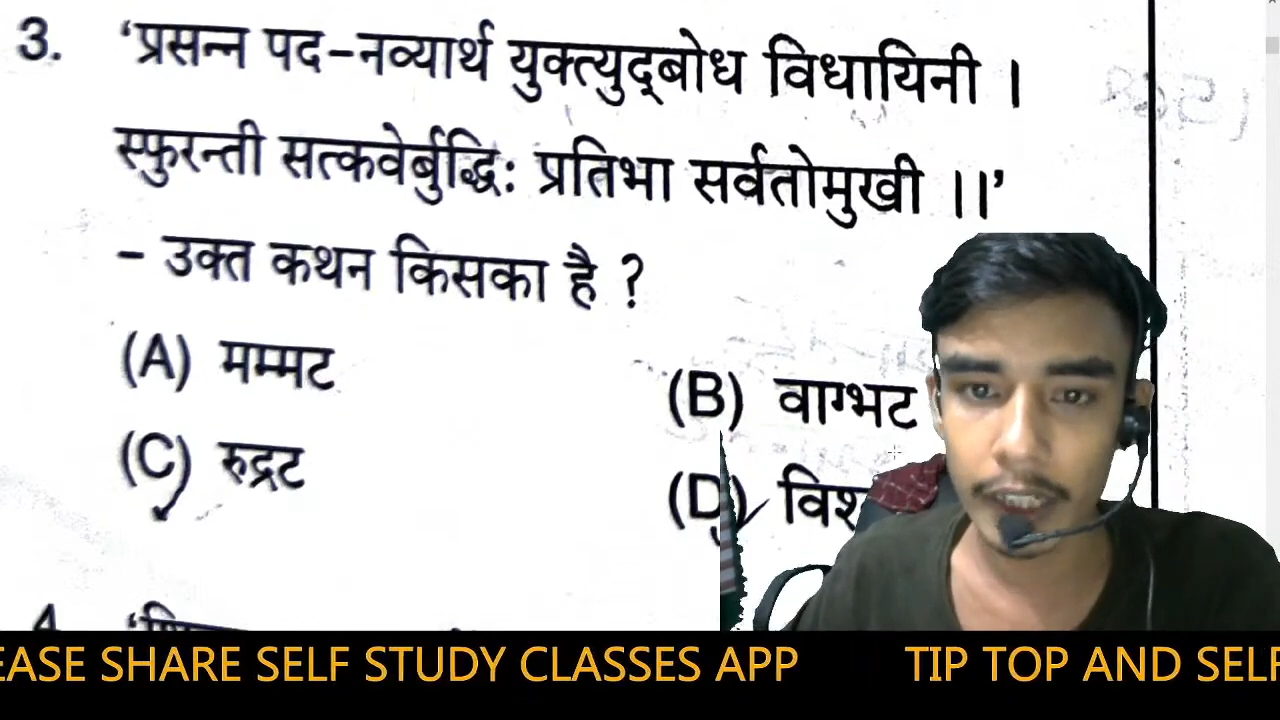 3. 'प्रसन्न पद-नव्यार्थ युक्त्युद्बोध विधायिनी ।
स्फुरन्ती सत्कवेर्बुद्धिः प्रतिभा सर्वतोमुखी ।।'
- उक्त कथन किसका है ?
(A) मम्मट
(B) वाग्भट
(C) रुद्रट
(D)
4.
EASE SHARE SELF STUDY CLASSES APP TIP TOP AND SELF